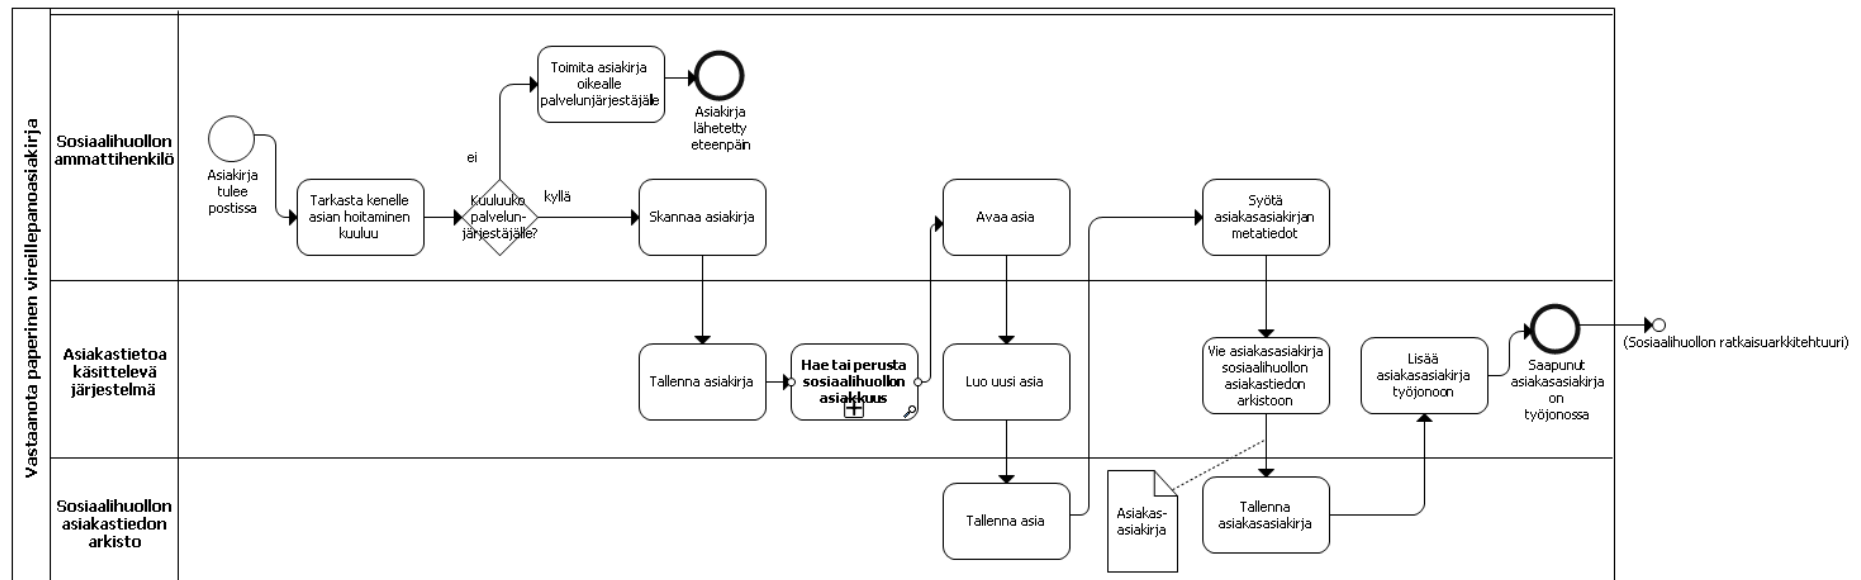 Vastaanota paperinen vireillepanoasiakirja
Sosiaalihuollon
ammattihenkilö
Asiakirja
tulee
postissa
Tarkasta kenelle
asian hoitaminen
kuuluu
Kuuluuko
palvelun-
järjestäjälle?
ei
kyllä
Toimita asiakirja
oikealle
palvelunjärjestäjäle
Asiakirja
lähetetty
eteenpäin
Skannaa asiakirja
Avaa asia
Syötä
asiakasasiakirjan
metatiedot
Asiakastietoa
käsittelevä
järjestelmä
Tallenna asiakirja
Hae tai perusta
sosiaalihuollon
asiakkuus
Luo uusi asia
Vie asiakasasiakirja
sosiaalihuollon
asiakastiedon
arkistoon
Lisää
asiakasasiakirja
työjonoon
Saapunut
asiakasasiakirja
on
työjonossa
(Sosiaalihuollon ratkaisuarkkitehtuuri)
Sosiaalihuollon
asiakastiedon
arkisto
Tallenna asia
Asiakas-
asiakirja
Tallenna
asiakasasiakirja